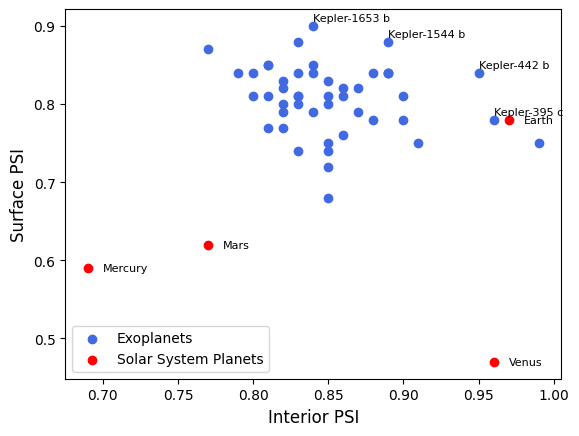 0.9
0.8
0.7
0.6
0.5
Surface PSI
Kepler-1653 b
Kepler-1544 b
Kepler-442 b
Kepler-395 c
Earth
Mars
Mercury
Venus
Exoplanets
Solar System Planets
0.70
0.75
0.80
0.85
0.90
0.95
1.00
Interior PSI